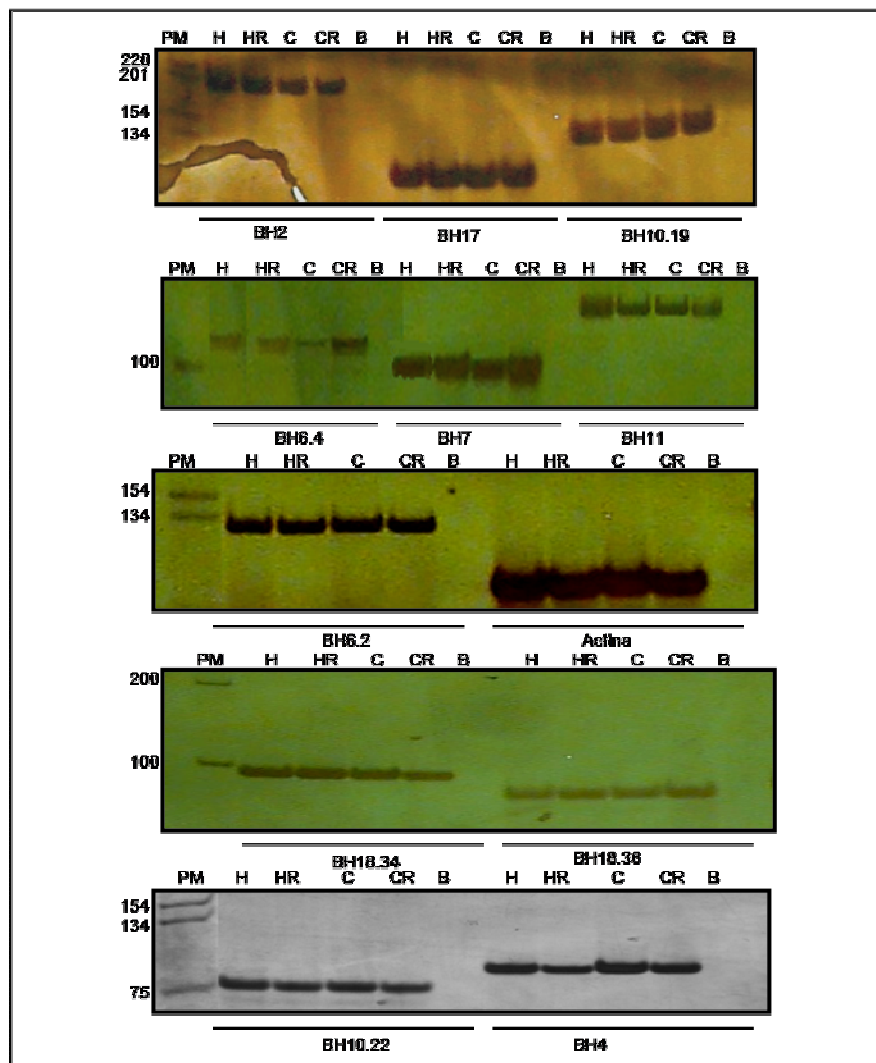 PM H HR C CR B H HR C CR B H HR C CR B
220
201
154
134
BH2 BH17 BH10.19
PM H HR C B H HR C CR B H HR C CR B
100
BH6.4 BH7 BH11
PM H HR C CR B H HR C CR B
154
134
BH6.2 Actina
PM H HR C CR B H HR C CR B
200
100
BH18.34 BH18.36
PM H HR C CR B H HR C CR B
154
134
75
BH10.22 BH4